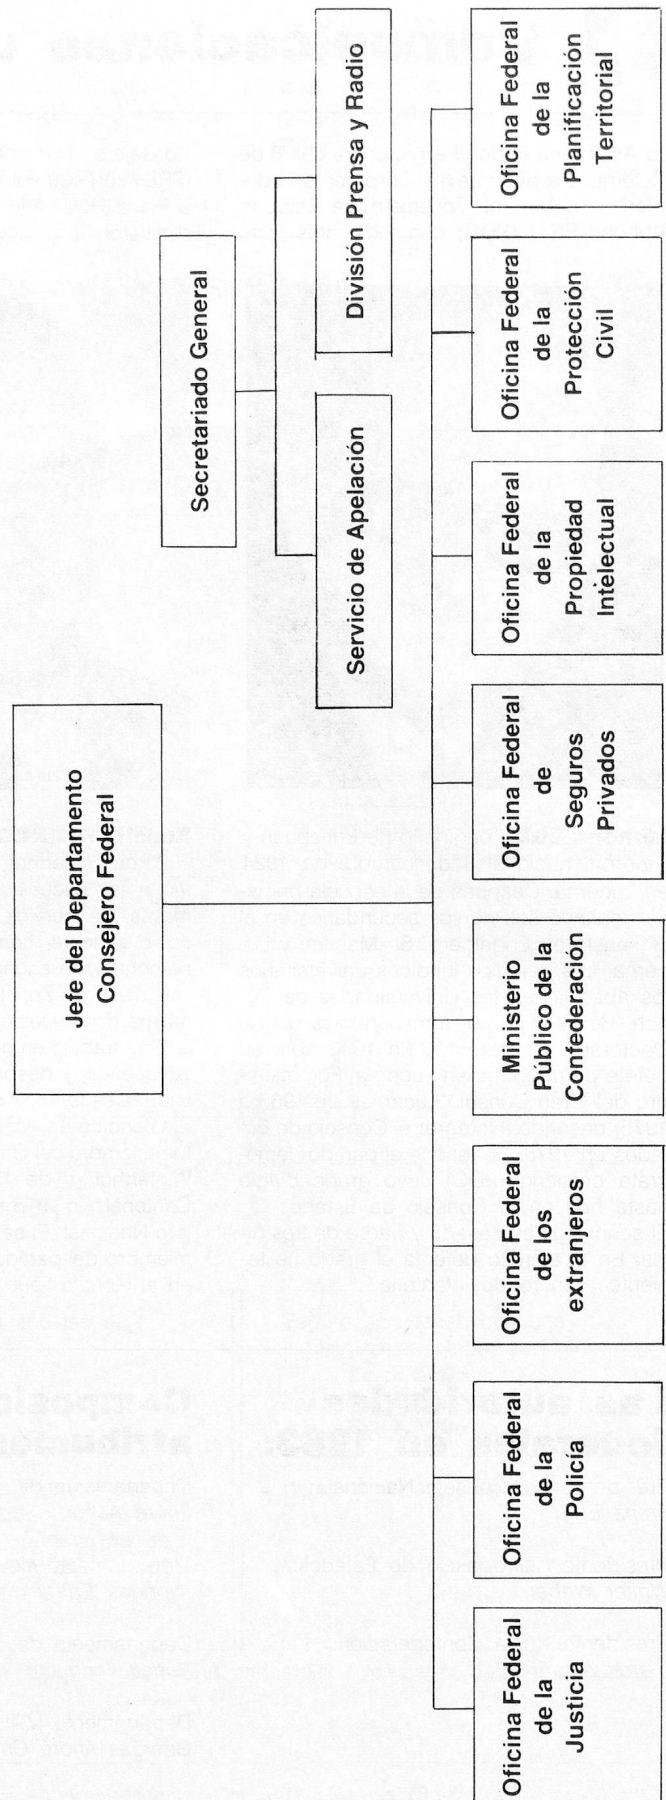 Jefe del Departamento
Consejero Federal
Secretariado General
Servicio de Apelación
División Prensa y Radio
Oficina Federal
de la
Justicia
Oficina Federal
de la
Policía
Oficina Federal
de los
extranjeros
Ministerio
Público de la
Confederación
Oficina Federal
de
Seguros
Privados
Oficina Federal
de la
Propiedad
Intelectual
Oficina Federal
de la
Protección
Civil
Oficina Federal
de la
Planificación
Territorial